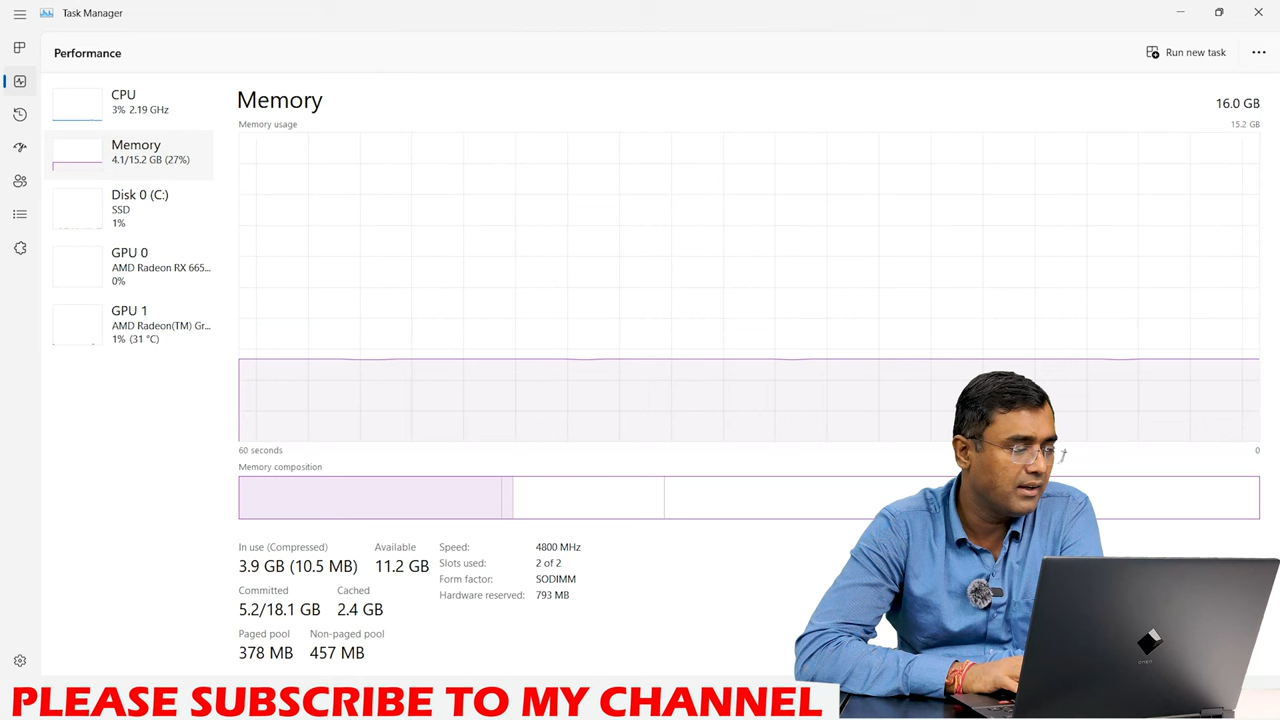 Task Manager
Performance
Run new task
CPU
3% 2.19 GHz
Memory
4.1/15.2 GB (27%)
Disk 0 (C:)
SSD
1%
GPU 0
AMD Radeon RX 665...
0%
GPU 1
AMD Radeon(TM) Gr...
1% (31 °C)
Memory
16.0 GB
Memory usage
15.2 GB
60 seconds
0
Memory composition
In use (Compressed)
3.9 GB (10.5 MB)
Available
11.2 GB
Committed
5.2/18.1 GB
Cached
2.4 GB
Paged pool
378 MB
Non-paged pool
457 MB
Speed: 4800 MHz
Slots used: 2 of 2
Form factor: SODIMM
Hardware reserved: 793 MB
PLEASE SUBSCRIBE TO MY CHANNEL